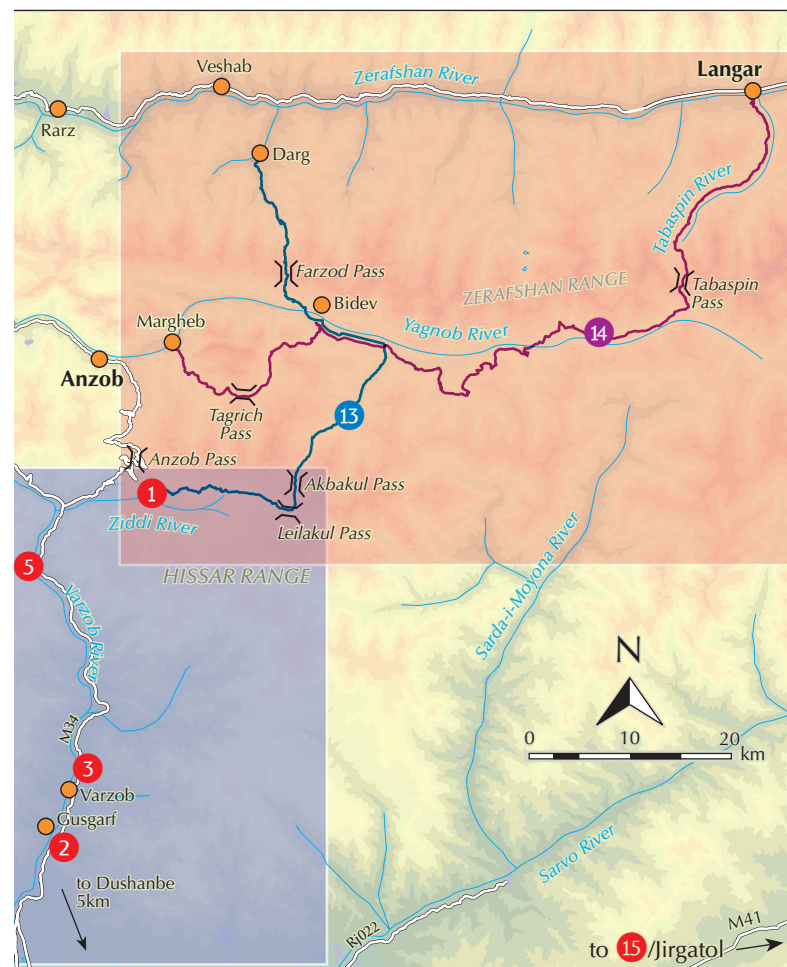 Veshab
Zerafshan River
Langar
Rarz
Darg
Tabaspin River
Farzod Pass
ZERAFSHAN RANGE
Tabaspin
Pass
Bidev
Margheb
Yagnob River
14
Anzob
Tagrich
Pass
13
Anzob Pass
Akbakul Pass
1
Ziddi River
Leilakul Pass
5
HISSAR RANGE
Varzob River
Sarda-i-Moyona River
N
M34
0
10
20
km
3
Varzob
Gusgarf
2
Sarvo River
to Dushanbe
5km
Rj022
M41
to 15/Jirgatol